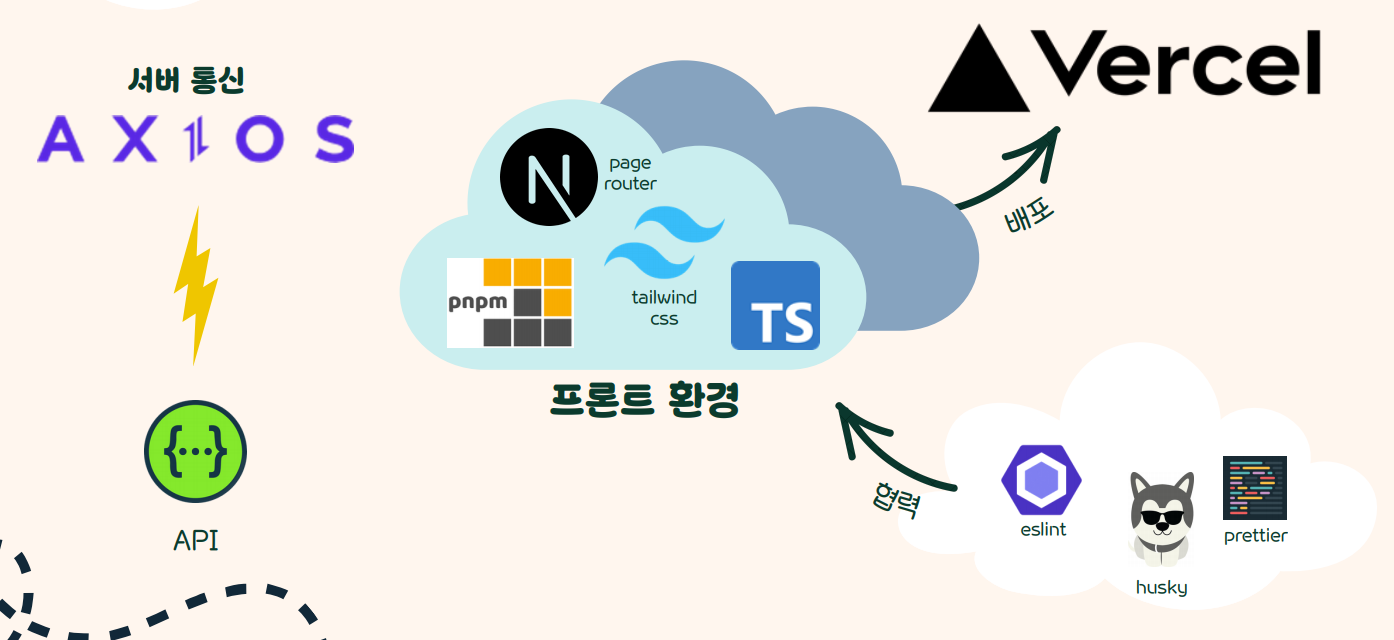 서버 통신
AXIOS
API
page
router
pnpm
tailwind
css
TS
프론트 환경
Vercel
배포
협력
eslint
husky
prettier